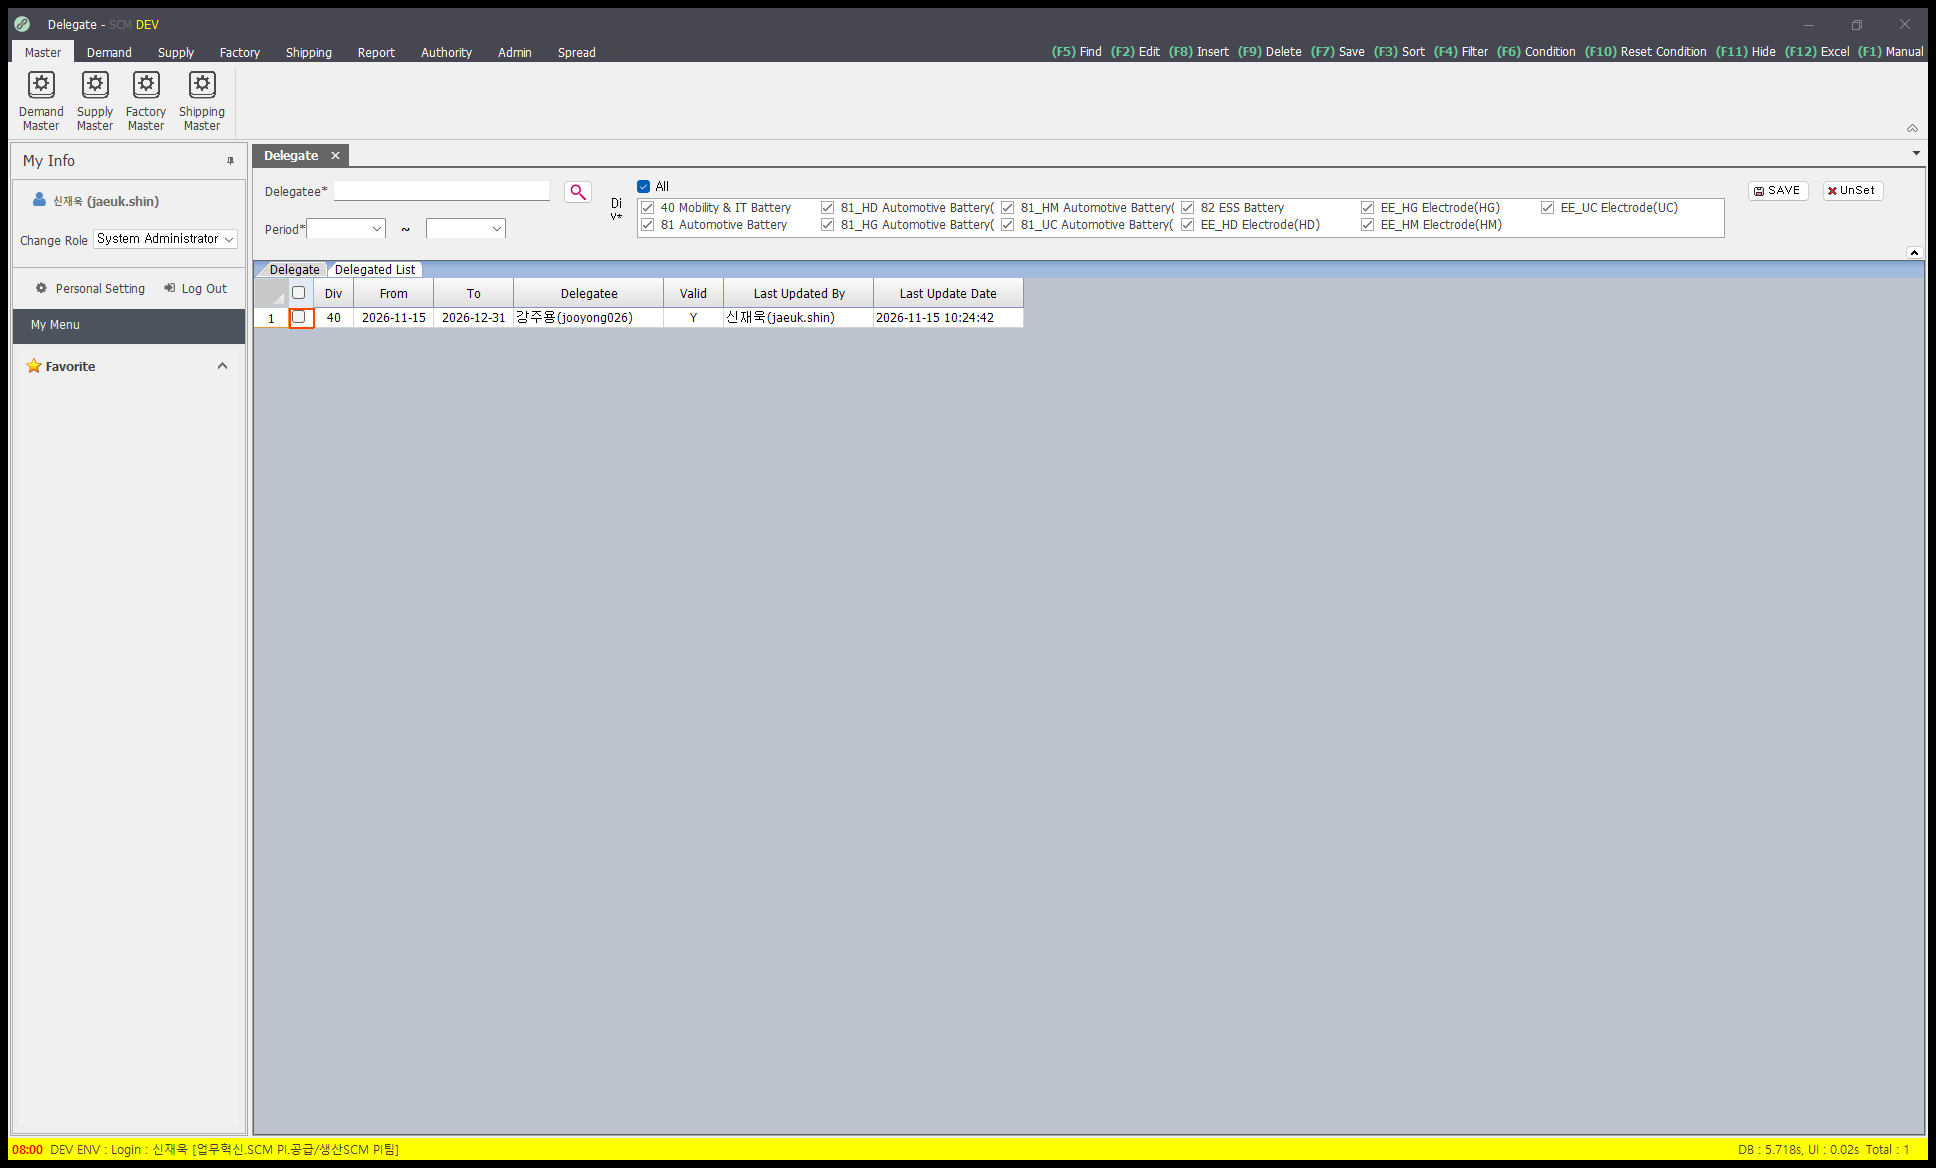 Delegate - SCM DEV
Master Demand Supply Factory Shipping Report Authority Admin Spread
(F5) Find (F2) Edit (F8) Insert (F9) Delete (F7) Save (F3) Sort (F4) Filter (F6) Condition (F10) Reset Condition (F11) Hide (F12) Excel (F1) Manual
Demand Master
Supply Master
Factory Master
Shipping Master
My Info
신재욱 (jaeuk.shin)
Change Role System Administrator
Personal Setting Log Out
My Menu
Favorite
Delegate
Delegatee*
Period* ~
Div*
All
40 Mobility & IT Battery 81_HD Automotive Battery( 81_HM Automotive Battery( 82 ESS Battery EE_HG Electrode(HG) EE_UC Electrode(UC)
81 Automotive Battery 81_HG Automotive Battery( 81_UC Automotive Battery( EE_HD Electrode(HD) EE_HM Electrode(HM)
SAVE UnSet
Delegate Delegated List
Div From To Delegatee Valid Last Updated By Last Update Date
1 40 2026-11-15 2026-12-31 강주용(jooyong026) Y 신재욱(jaeuk.shin) 2026-11-15 10:24:42
08:00 DEV ENV : Login : 신재욱 [업무혁신.SCM PI.공급/생산SCM PI팀]
DB : 5.718s, UI : 0.02s Total : 1